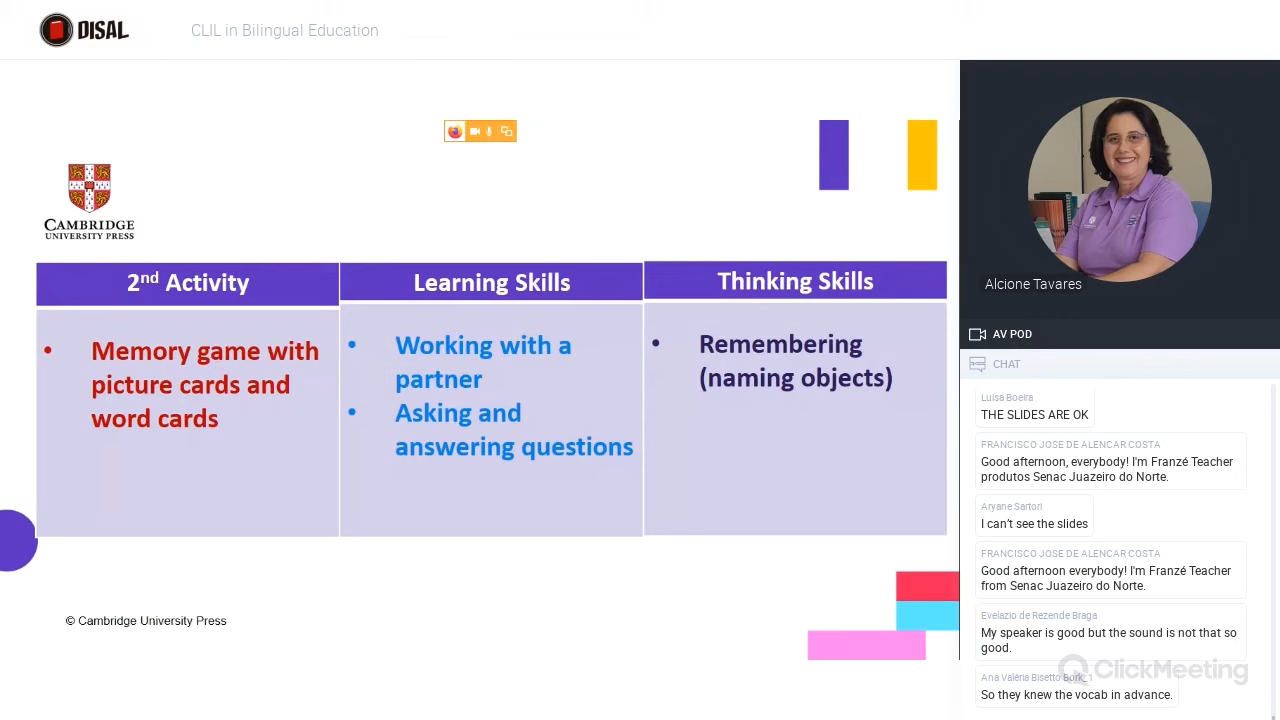 DISAL
CLIL in Bilingual Education
CAMBRIDGE
UNIVERSITY PRESS
2nd Activity
Learning Skills
Thinking Skills
• Memory game with
picture cards and
word cards
• Working with a
partner
• Asking and
answering questions
• Remembering
(naming objects)
© Cambridge University Press
Alcione Tavares
AV POD
CHAT
Luísa Boeira
THE SLIDES ARE OK
FRANCISCO JOSE DE ALENCAR COSTA
Good afternoon, everybody! I'm Franzé Teacher
produtos Senac Juazeiro do Norte.
Aryane Sartori
I can't see the slides
FRANCISCO JOSE DE ALENCAR COSTA
Good afternoon everybody! I'm Franzé Teacher
from Senac Juazeiro do Norte.
Evelazio de Rezende Braga
My speaker is good but the sound is not that so
good.
Ana Valéria Bisetto Bork_1
So they knew the vocab in advance.
ClickMeeting